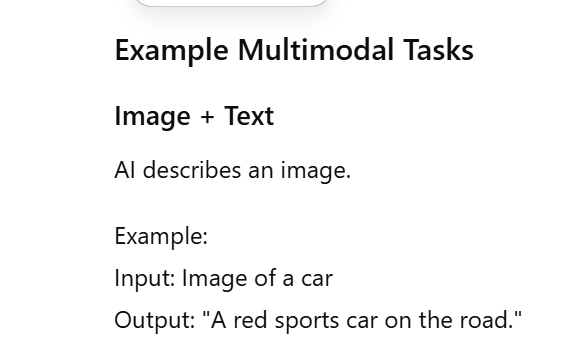 Example Multimodal Tasks
Image + Text
AI describes an image.
Example:
Input: Image of a car
Output: "A red sports car on the road."